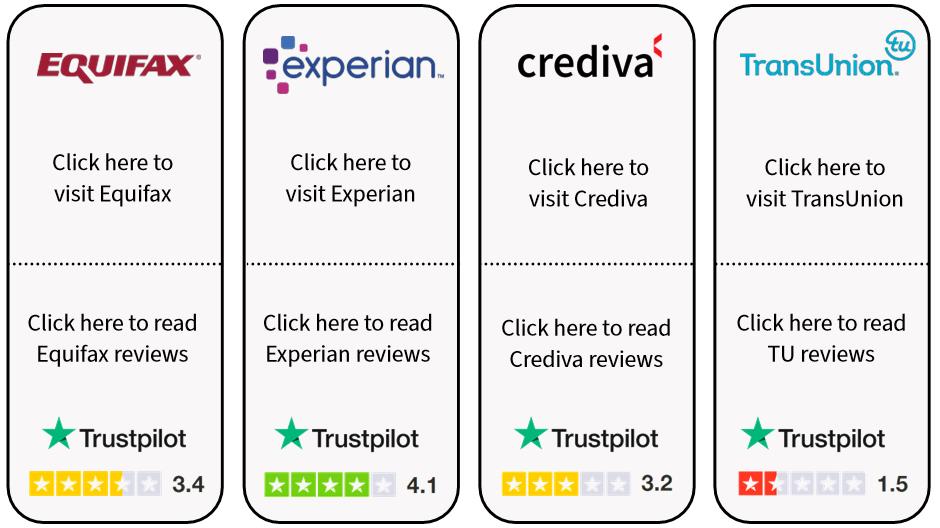 EQUIFAX®
Click here to
visit Equifax
Click here to read
Equifax reviews
Trustpilot
3.4
experian™
Click here to
visit Experian
Click here to read
Experian reviews
Trustpilot
4.1
crediva
Click here to
visit Crediva
Click here to read
Crediva reviews
Trustpilot
3.2
tu
TransUnion®
Click here to
visit TransUnion
Click here to read
TU reviews
Trustpilot
1.5